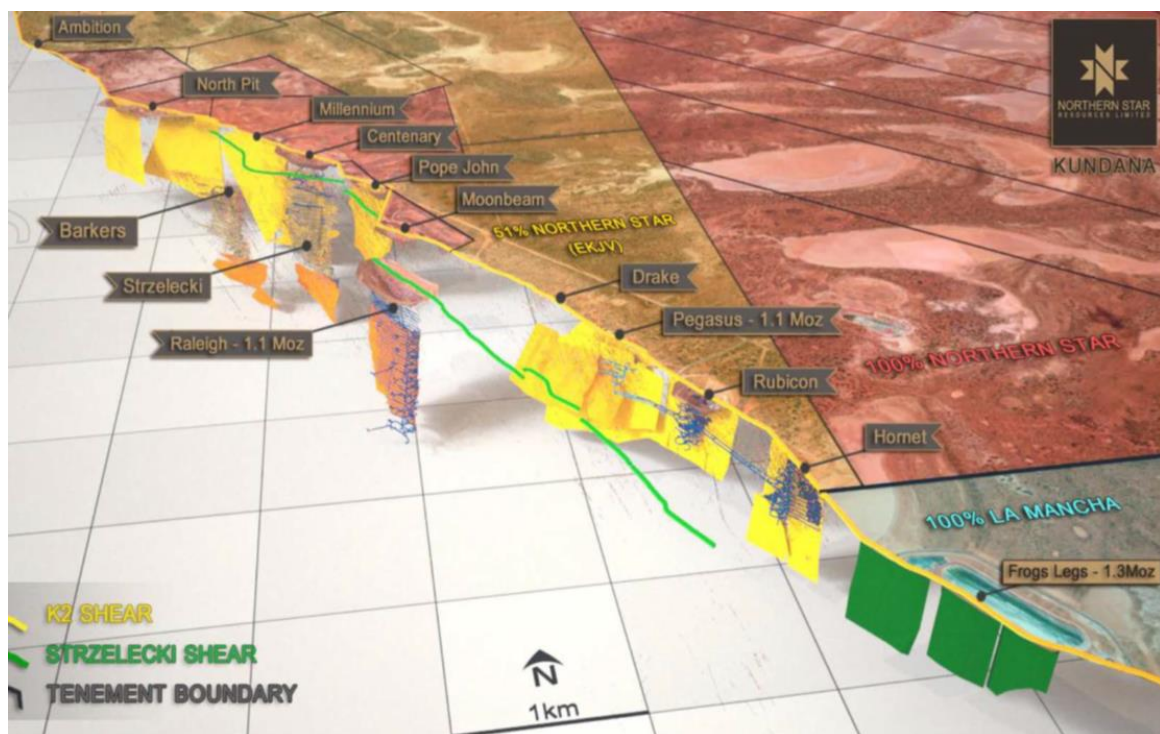 Ambition
North Pit
Millennium
Centenary
Pope John
Moonbeam
Barkers
Strzelecki
Raleigh - 1.1 Moz
51% NORTHERN STAR
(EKJV)
Drake
Pegasus - 1.1 Moz
Rubicon
Hornet
100% NORTHERN STAR
100% LA MANCHA
Frogs Legs - 1.3Moz
NORTHERN STAR
RESOURCES LIMITED
KUNDANA
K2 SHEAR
STRZELECKI SHEAR
TENEMENT BOUNDARY
N
1km